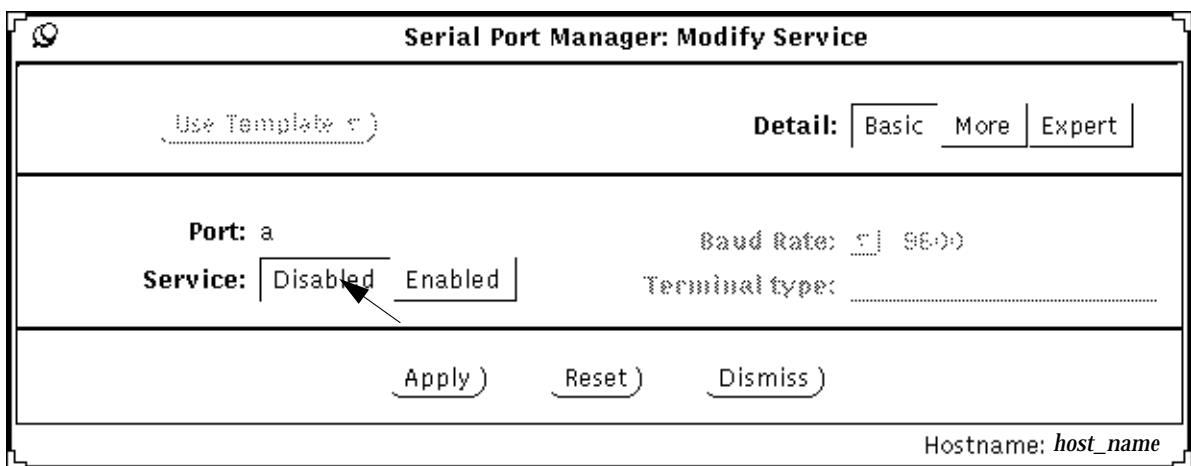 Serial Port Manager: Modify Service
Use Template
Detail: Basic More Expert
Port: a
Baud Rate: 9600
Service: Disabled Enabled
Terminal type:
Apply Reset Dismiss
Hostname: host_name